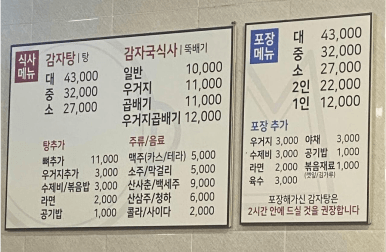 식사
메뉴
감자탕 | 탕
대 43,000
중 32,000
소 27,000
감자국식사 | 뚝배기
일반 10,000
우거지 11,000
곱배기 11,000
우거지곱배기 12,000
탕추가
뼈추가 11,000
우거지추가 3,000
수제비/볶음밥 3,000
라면 2,000
공기밥 1,000
주류/음료
맥주(카스/테라) 5,000
소주/막걸리 5,000
산사춘/백세주 9,000
산삼주/청하 6,000
콜라/사이다 2,000
포장
메뉴
대 43,000
중 32,000
소 27,000
2인 22,000
1인 12,000
포장 추가
우거지 3,000
수제비 3,000
라면 2,000
육수 3,000
야채 3,000
공기밥 1,000
볶음재료 1,000
(깻잎/김가루)
포장해가신 감자탕은
2시간 안에 드실 것을 권장합니다